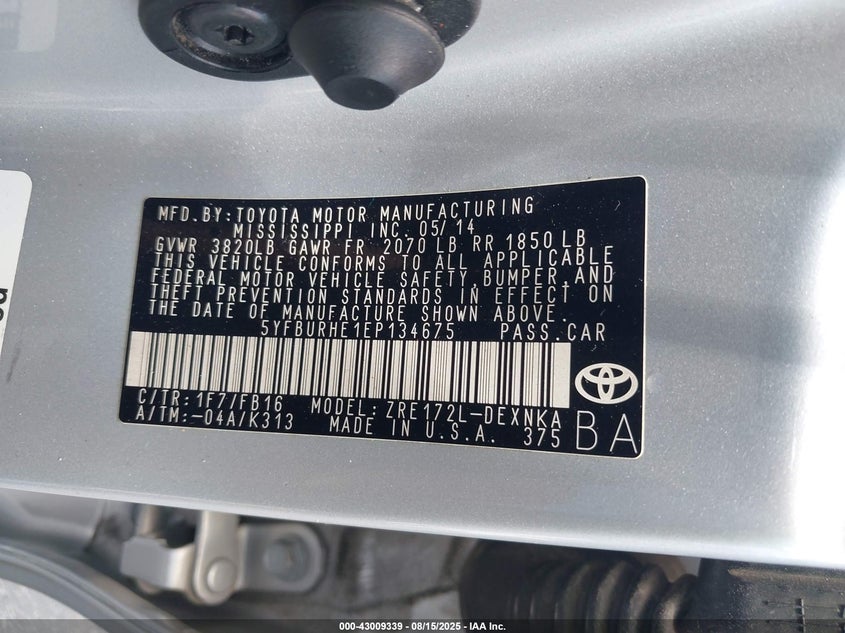 MFD. BY: TOYOTA MOTOR MANUFACTURING
MISSISSIPPI INC. 05/14
GVWR 3820LB GAWR FR 2070 LB RR 1850 LB
THIS VEHICLE CONFORMS TO ALL APPLICABLE
FEDERAL MOTOR VEHICLE SAFETY, BUMPER, AND
THEFT PREVENTION STANDARDS IN EFFECT ON
THE DATE OF MANUFACTURE SHOWN ABOVE.
5YFBURHE1EP134675 PASS. CAR
C/TR: 1F7/FB16 MODEL: ZRE172L-DEXNKA
A/TM: -04A/K313 MADE IN U.S.A. 375
BA
000-43009339 - 08/15/2025 - IAA Inc.